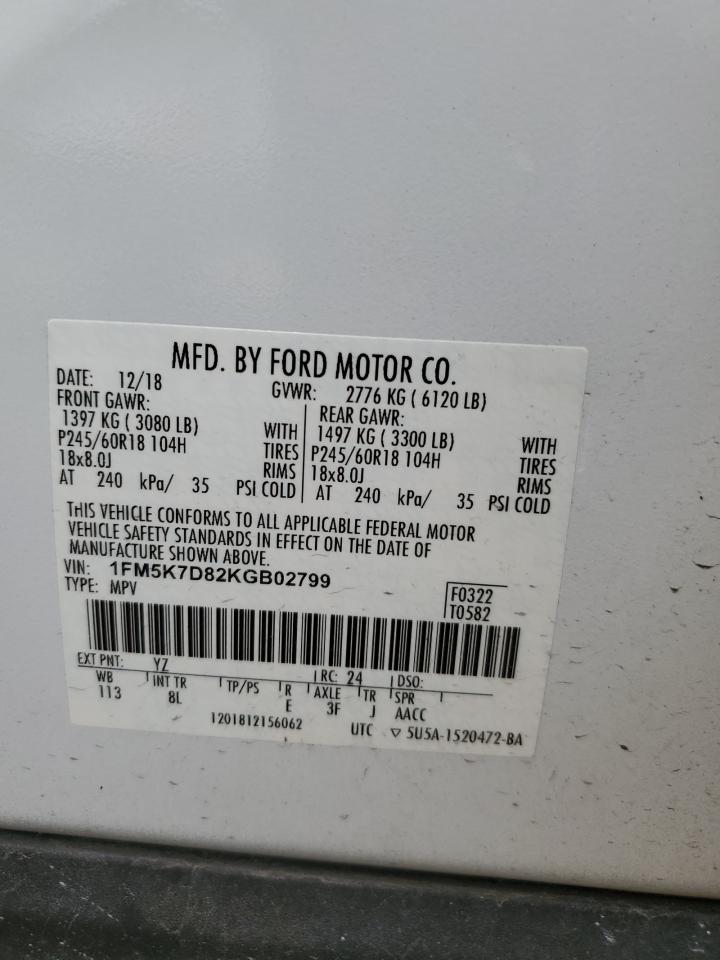 MFD. BY FORD MOTOR CO.
DATE: 12/18 GVWR: 2776 KG ( 6120 LB)
FRONT GAWR: REAR GAWR:
1397 KG ( 3080 LB) WITH 1497 KG ( 3300 LB) WITH
P245/60R18 104H TIRES P245/60R18 104H TIRES
18x8.0J RIMS 18x8.0J RIMS
AT 240 kPa/ 35 PSI COLD AT 240 kPa/ 35 PSI COLD
THIS VEHICLE CONFORMS TO ALL APPLICABLE FEDERAL MOTOR
VEHICLE SAFETY STANDARDS IN EFFECT ON THE DATE OF
MANUFACTURE SHOWN ABOVE.
VIN: 1FM5K7D82KGB02799
TYPE: MPV
F0322
T0582
EXT PNT: YZ RC: 24 DSO:
WB INT TR TP/PS R AXLE TR SPR
113 8L E 3F J AACC
1201812156062 UTC ▽ 5U5A-1520472-BA